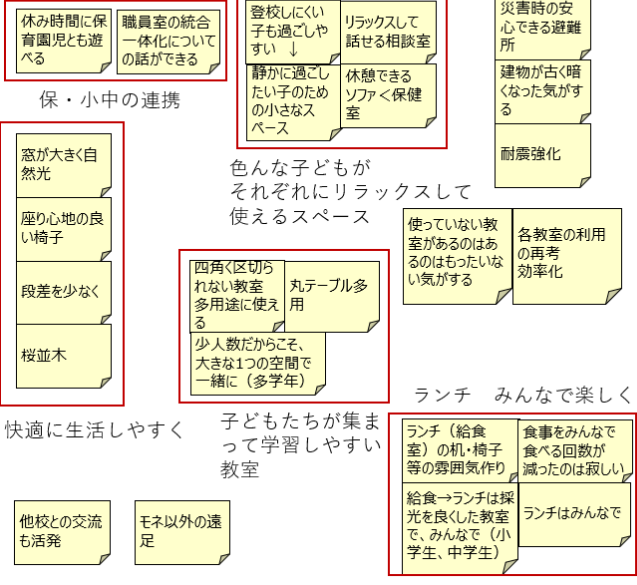 休み時間に保
育園児とも遊
べる
職員室の統合
一体化について
の話ができる
保・小中の連携
登校しにくい
子も過ごしや
すい ↓
リラックスして
話せる相談室
静かに過ごし
たい子のため
の小さなス
ペース
休憩できる
ソファ＜保健
室
色んな子どもが
それぞれにリラックスして
使えるスペース
災害時の安
心できる避難
所
建物が古く暗
くなった気がす
る
耐震強化
窓が大きく自
然光
座り心地の良
い椅子
段差を少なく
桜並木
快適に生活しやすく
使っていない教
室があるのはあ
るのはもったいな
い気がする
各教室の利用
の再考
効率化
四角く区切ら
れない教室
多用途に使え
る
丸テーブル多
用
少人数だからこそ、
大きな1つの空間で
一緒に（多学年）
子どもたちが集ま
って学習しやすい
教室
ランチ　みんなで楽しく
ランチ（給食
室）の机・椅子
等の雰囲気作り
食事をみんなで
食べる回数が
減ったのは寂しい
給食→ランチは採
光を良くした教室
で、みんなで（小
学生、中学生）
ランチはみんなで
他校との交流
も活発
モネ以外の遠
足